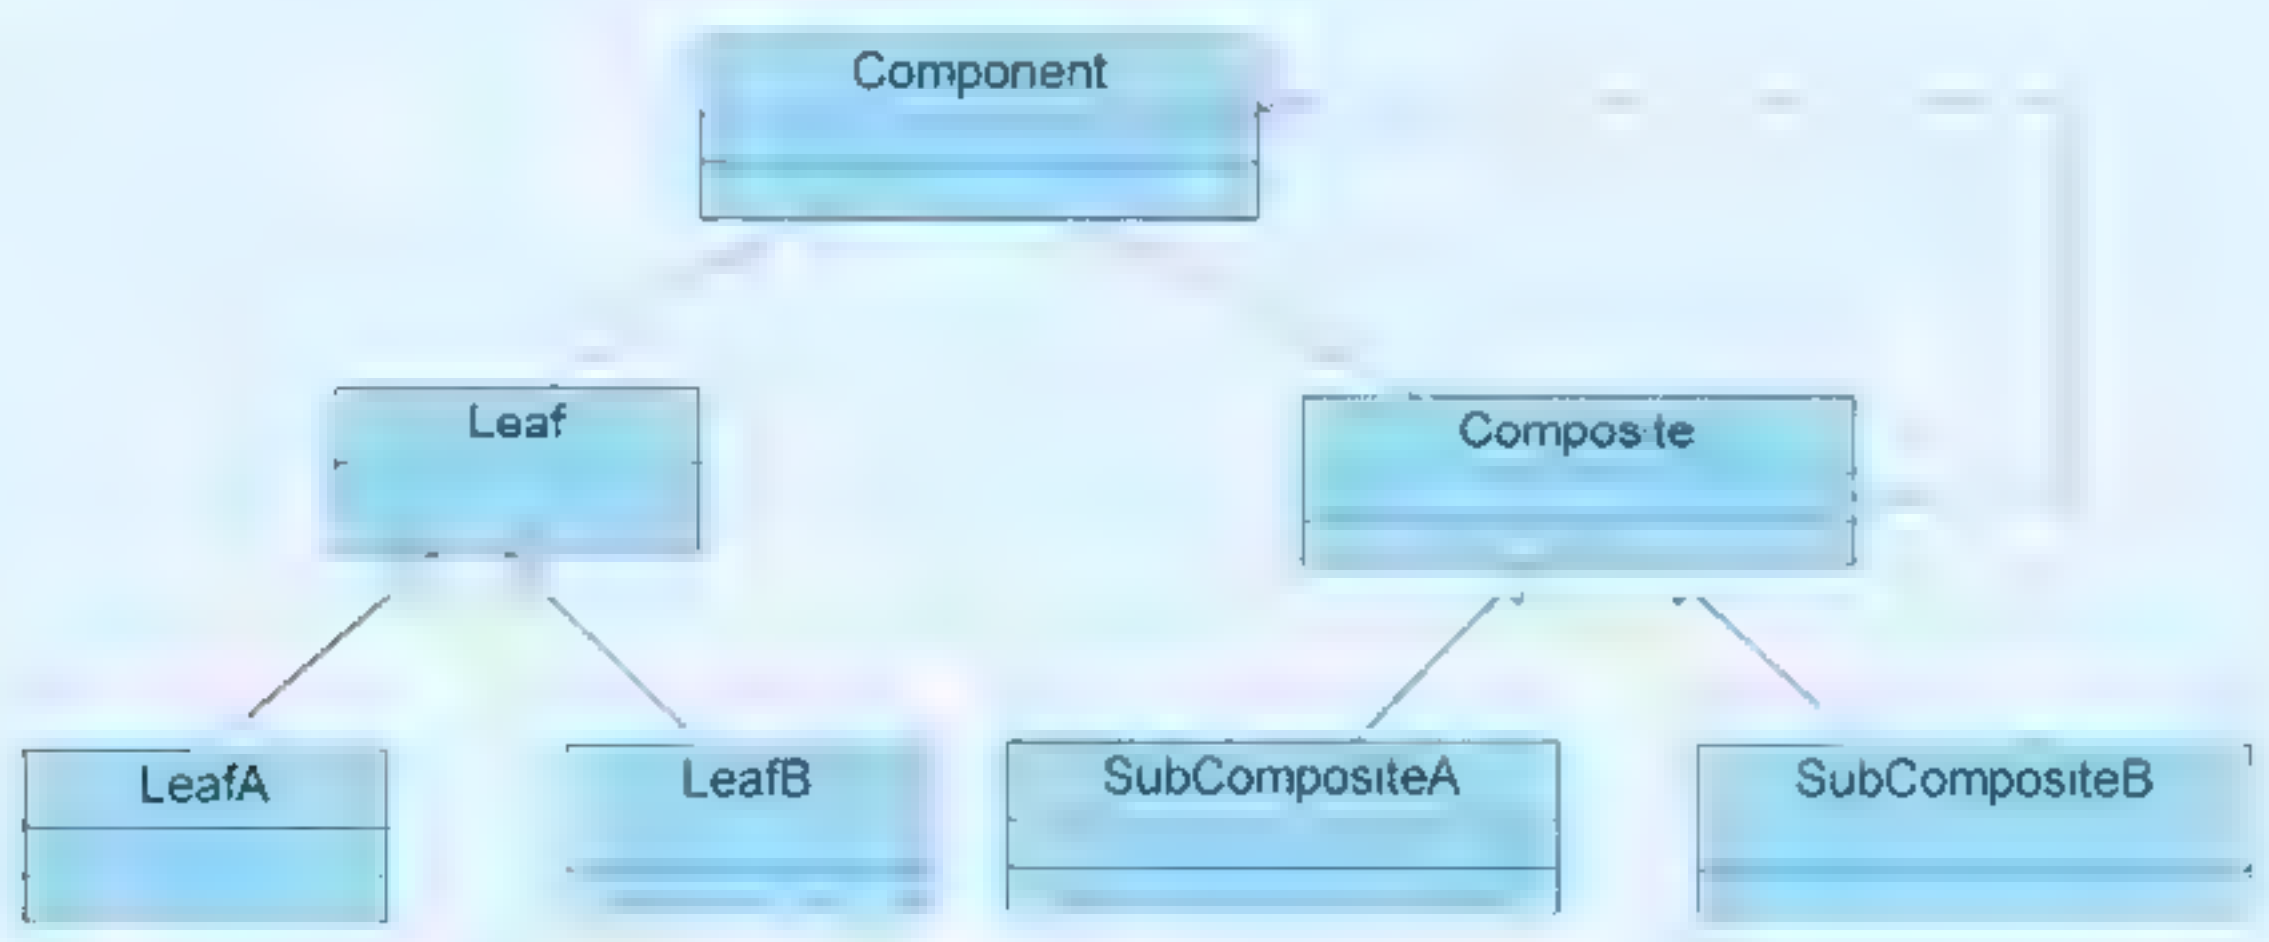 Component
Leaf
Composite
LeafA
LeafB
SubCompositeA
SubCompositeB